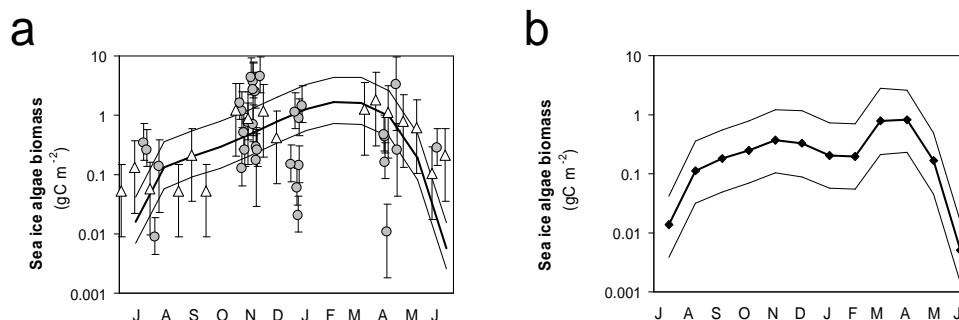 a
b
Sea ice algae biomass
(gC m-2)
10
1
0.1
0.01
0.001
J A S O N D J F M A M J
Sea ice algae biomass
(gC m-2)
10
1
0.1
0.01
0.001
J A S O N D J F M A M J